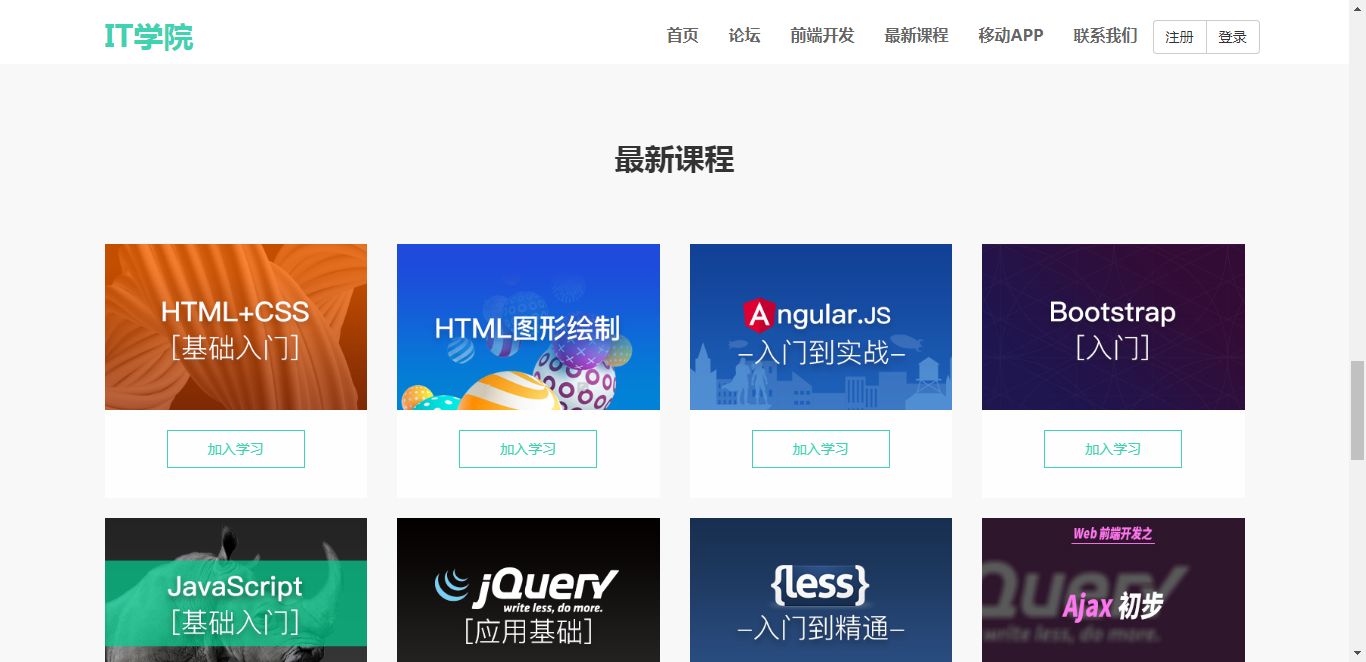 IT学院
首页 论坛 前端开发 最新课程 移动APP 联系我们 注册 登录
最新课程
HTML+CSS
[基础入门]
HTML图形绘制
Angular.JS
–入门到实战–
Bootstrap
[入门]
加入学习 加入学习 加入学习 加入学习
JavaScript
[基础入门]
jQuery
write less, do more.
[应用基础]
{less}
–入门到精通–
Web 前端开发之
jQuery
write less, do more.
Ajax 初步